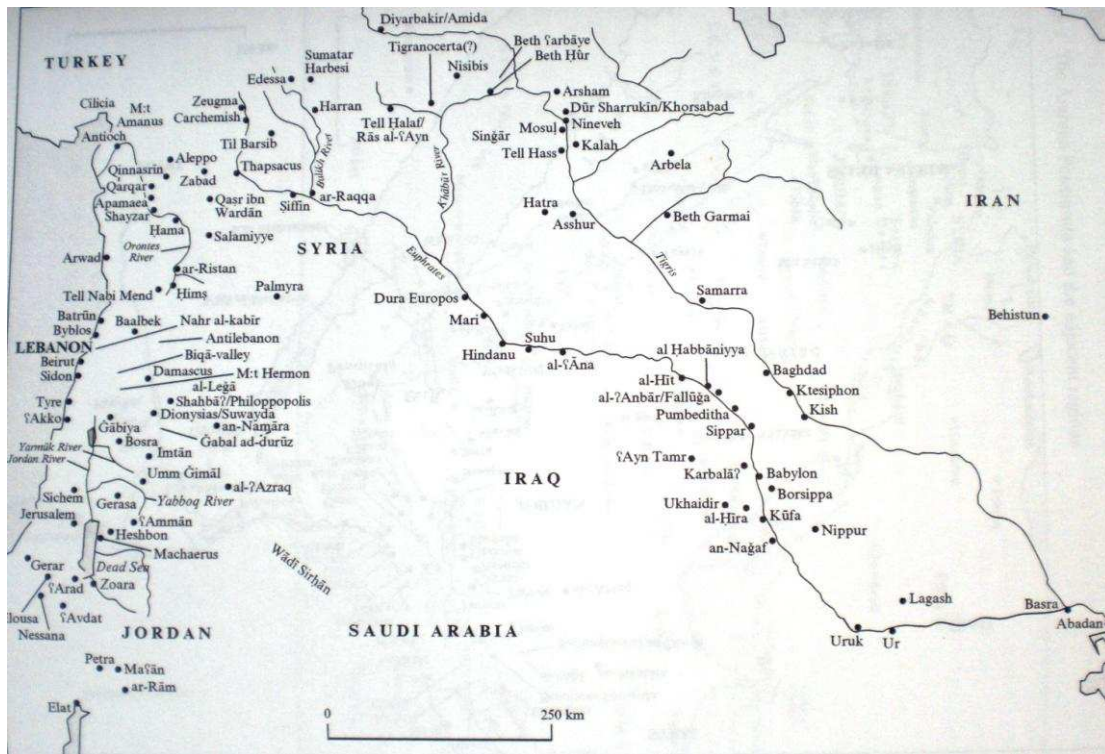 Diyarbakir/Amida
Tigranocerta(?)
Beth ʕarbāye
Beth Ḥūr
TURKEY
Sumatar
Harbesi
Nisibis
Edessa
Arsham
Cilicia
M:t
Amanus
Zeugma
Carchemish
Harran
Dūr Sharrukīn/Khorsabad
Antioch
Tell Ḥalaf/
Rās al-ʕAyn
Singār
Mosul
Nineveh
Til Barsib
Balikh River
Kalah
Aleppo
Tell Hass
Arbela
Qinnasrin
Zabad
Thapsacus
Khābūr River
Qarqar
Apamaea
Qaṣr ibn
Wardān
Ṣiffīn
ar-Raqqa
Hatra
IRAN
Shayzar
Asshur
Beth Garmai
Ḥama
Orontes
River
Salamiyye
SYRIA
Arwad
Euphrates
Tigris
ar-Ristan
Tell Nabi Mend
Ḥimṣ
Palmyra
Dura Europos
Samarra
Batrūn
Mari
Behistun
Byblos
Baalbek
Nahr al-kabīr
LEBANON
Antilebanon
Hindanu
Suhu
al Ḥabbāniyya
Beirut
Biqā-valley
al-ʕĀna
Sidon
Damascus
M:t Hermon
al-Hīt
Baghdad
al-Leğā
al-ʔAnbār/Fallūğa
Ktesiphon
Tyre
Shahbāʔ/Philoppopolis
Pumbeditha
Kish
ʕAkko
Dionysias/Suwayda
Ğābiya
an-Namāra
Sippar
Yarmūk River
Bosra
Ğabal ad-durūz
Jordan River
Imtān
ʕAyn Tamr
Umm Ğimāl
IRAQ
Karbalāʔ
Babylon
Sichem
al-ʔAzraq
Borsippa
Gerasa
Yabboq River
Ukhaidir
Jerusalem
ʕAmmān
al-Ḥīra
Kūfa
Nippur
Heshbon
an-Nağaf
Machaerus
Wādī Sirḥān
Dead Sea
Gerar
ʕArad
Zoara
Lagash
Basra
lousa
ʕAvdat
Abadan
Nessana
JORDAN
SAUDI ARABIA
Uruk
Ur
Petra
Maʕān
ar-Rām
Elat
0
250 km